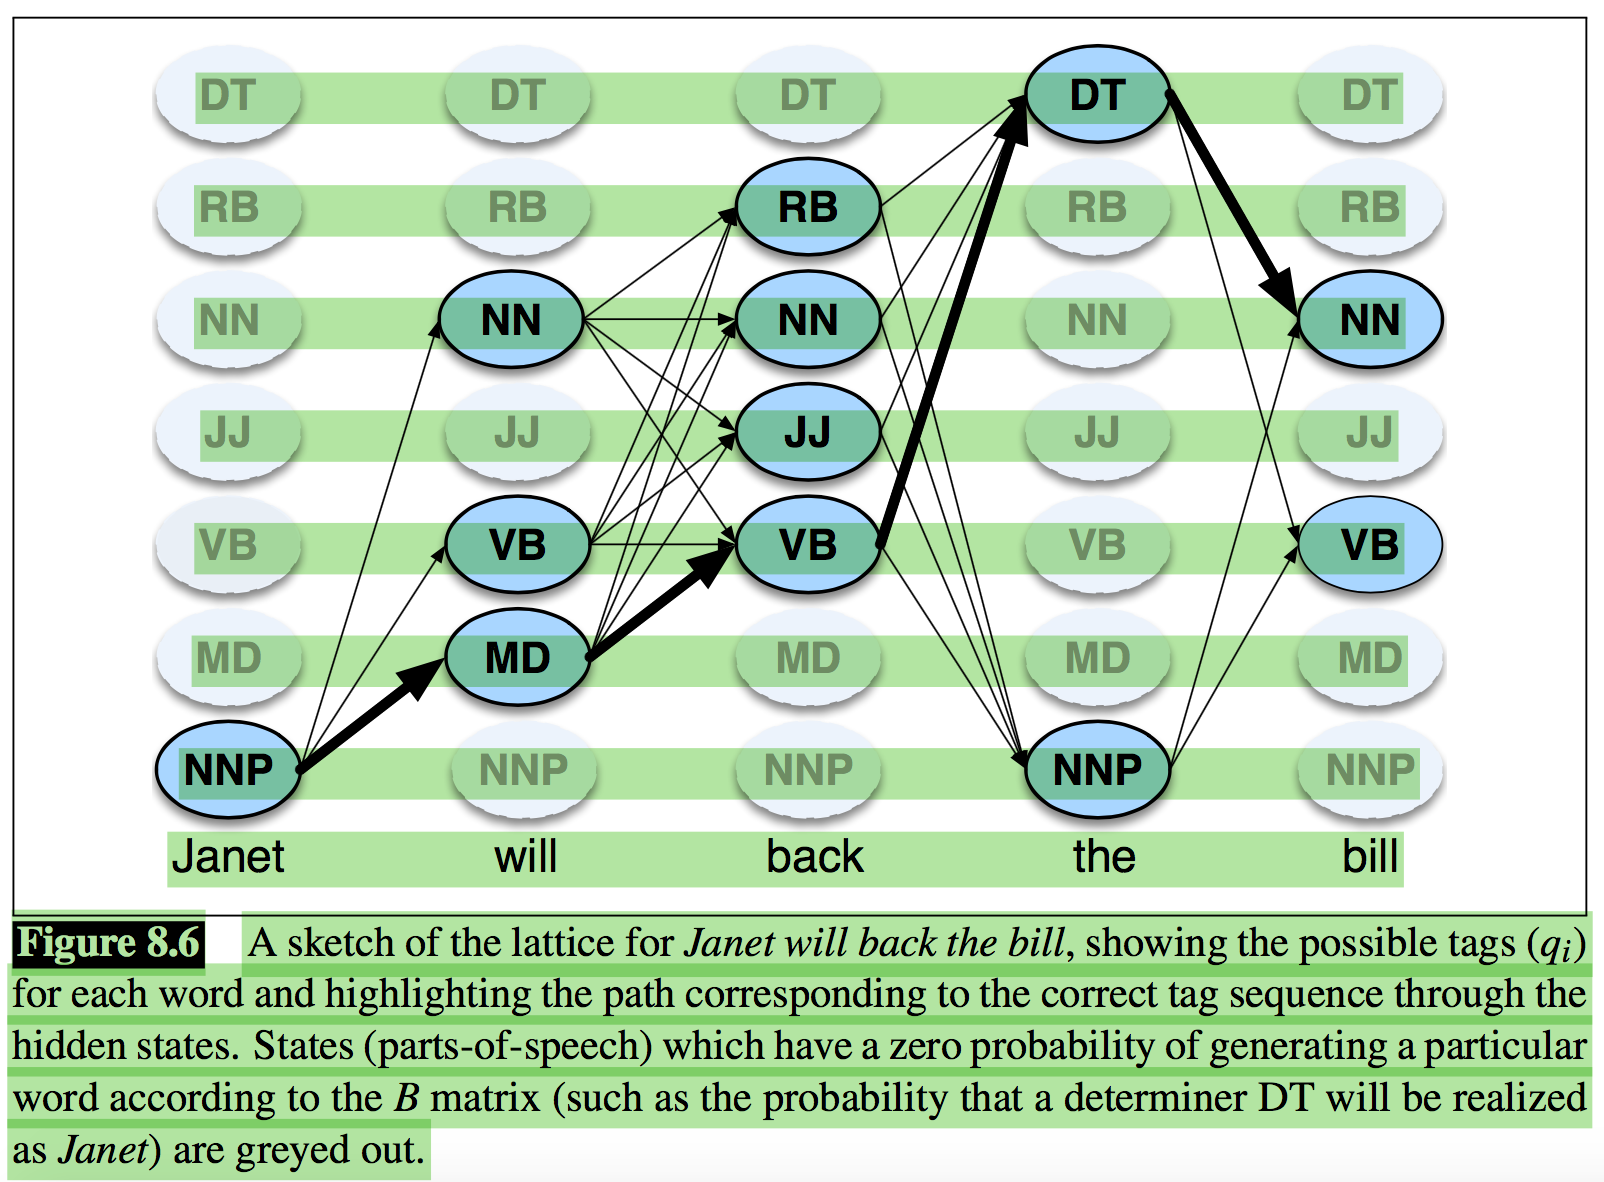 DT DT DT DT DT
RB RB RB RB RB
NN NN NN NN NN
JJ JJ JJ JJ JJ
VB VB VB VB VB
MD MD MD MD MD
NNP NNP NNP NNP NNP
Janet will back the bill
Figure 8.6 A sketch of the lattice for Janet will back the bill, showing the possible tags (qi)
for each word and highlighting the path corresponding to the correct tag sequence through the
hidden states. States (parts-of-speech) which have a zero probability of generating a particular
word according to the B matrix (such as the probability that a determiner DT will be realized
as Janet) are greyed out.